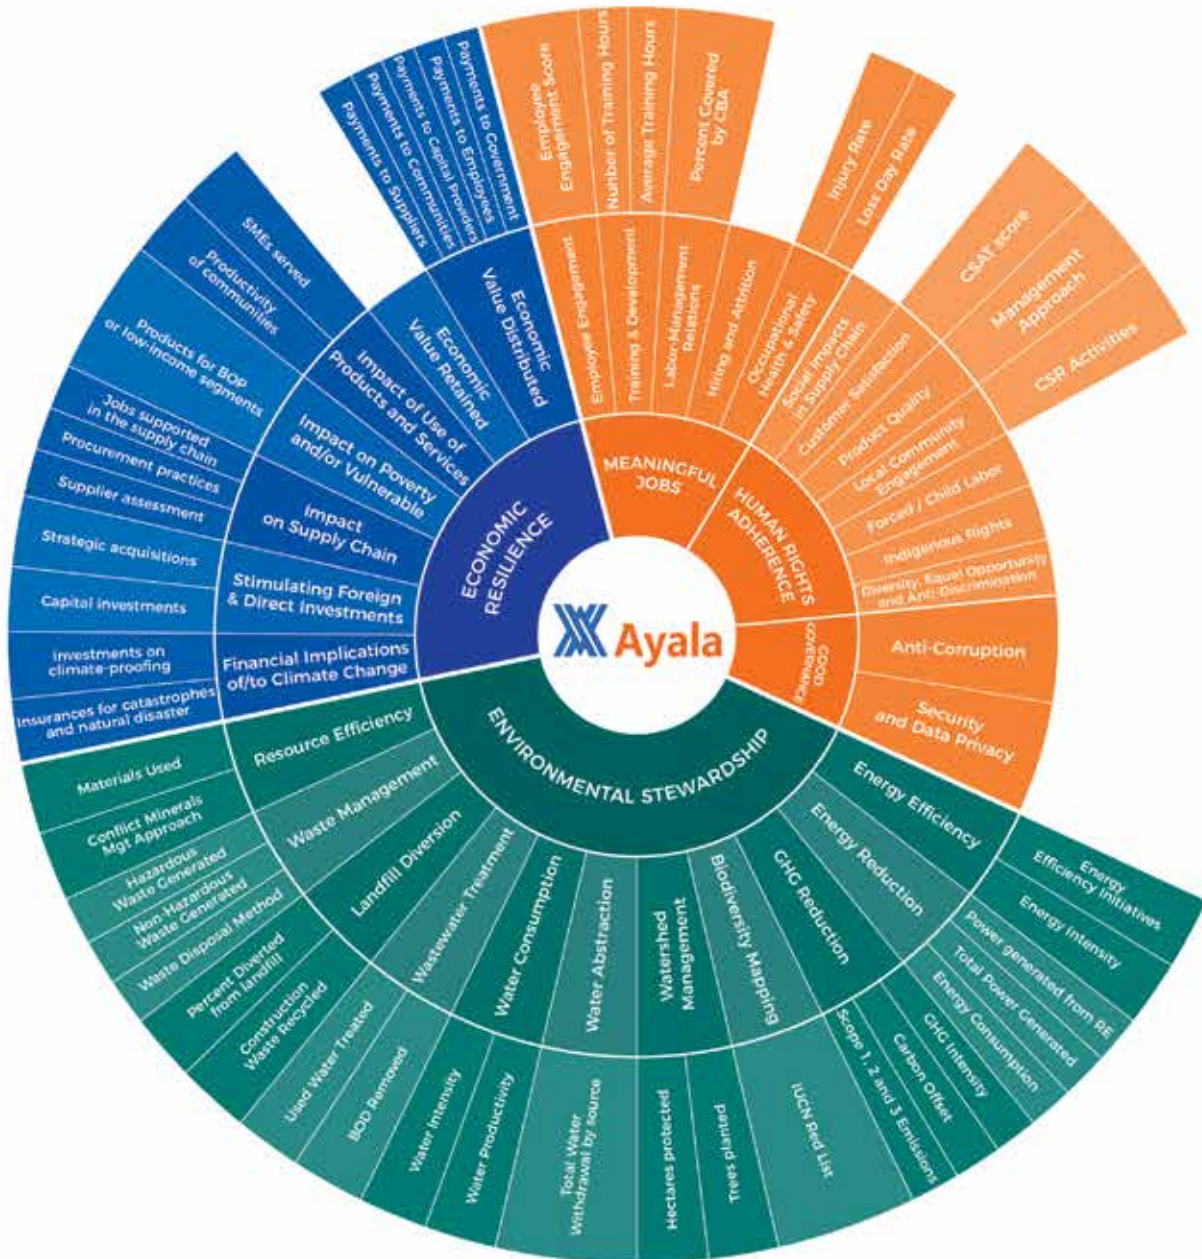 Ayala
ECONOMIC
RESILIENCE
MEANINGFUL
JOBS
HUMAN RIGHTS
ADHERENCE
GOOD
GOVERNANCE
ENVIRONMENTAL STEWARDSHIP
Economic
Value Distributed
Economic
Value Retained
Impact of Use of
Products and Services
Impact on Poverty
and/or Vulnerable
Impact
on Supply Chain
Stimulating Foreign
& Direct Investments
Financial Implications
of/to Climate Change
Payments to Government
Payments to Employees
Payments to Capital Providers
Payments to Communities
Payments to Suppliers
SMEs served
Productivity
of communities
Products for BOP
or low-income segments
Jobs supported
in the supply chain
Procurement practices
Supplier assessment
Strategic acquisitions
Capital investments
Investments on
climate-proofing
Insurances for catastrophes
and natural disaster
Employee Engagement
Training & Development
Labor-Management
Relations
Hiring and Attrition
Occupational
Health & Safety
Employee
Engagement Score
Number of Training Hours
Average Training Hours
Percent Covered
by CBA
Injury Rate
Loss Day Rate
Social Impacts
in Supply Chain
Customer Satisfaction
Product Quality
Local Community
Engagement
Forced / Child Labor
Indigenous Rights
Diversity, Equal Opportunity
and Anti-Discrimination
CSAT score
Management
Approach
CSR Activities
Anti-Corruption
Security
and Data Privacy
Energy Efficiency
Energy Reduction
GHG Reduction
Biodiversity Mapping
Watershed
Management
Water Abstraction
Water Consumption
Wastewater Treatment
Landfill Diversion
Waste Management
Resource Efficiency
Energy
Efficiency Initiatives
Energy Intensity
Power generated from RE
Total Power Generated
Energy Consumption
GHG Intensity
Carbon Offset
Scope 1, 2 and 3 Emissions
IUCN Red List
Trees planted
Hectares protected
Total Water
Withdrawal by source
Water Productivity
Water Intensity
BOD Removed
Used Water Treated
Construction
Waste Recycled
Percent Diverted
from landfill
Waste Disposal Method
Non-Hazardous
Waste Generated
Hazardous
Waste Generated
Conflict Minerals
Mgt Approach
Materials Used